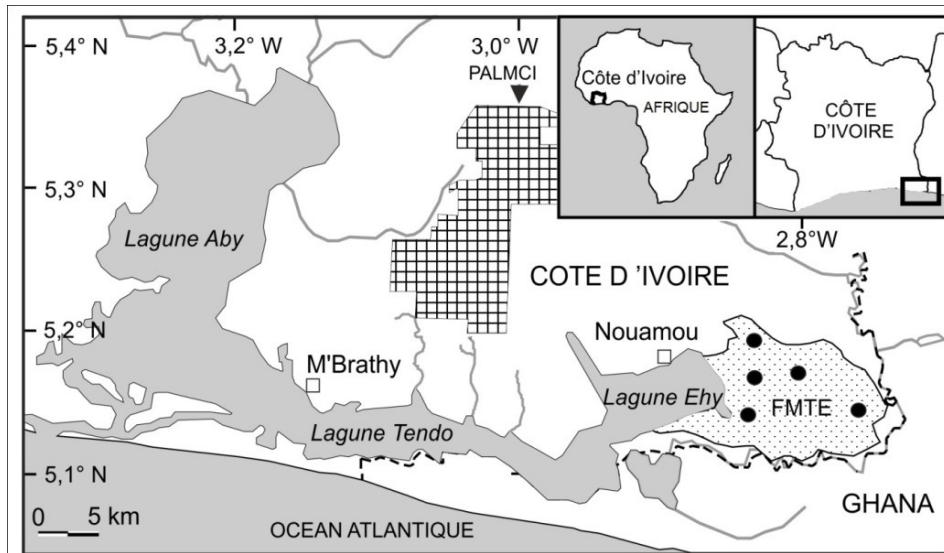 5,4° N
3,2° W
3,0° W
PALMCI
Côte d'Ivoire
AFRIQUE
CÔTE
D'IVOIRE
5,3° N
Lagune Aby
2,8°W
COTE D 'IVOIRE
5,2° N
M'Brathy
Nouamou
Lagune Ehy
FMTE
Lagune Tendo
5,1° N
GHANA
0 5 km
OCEAN ATLANTIQUE